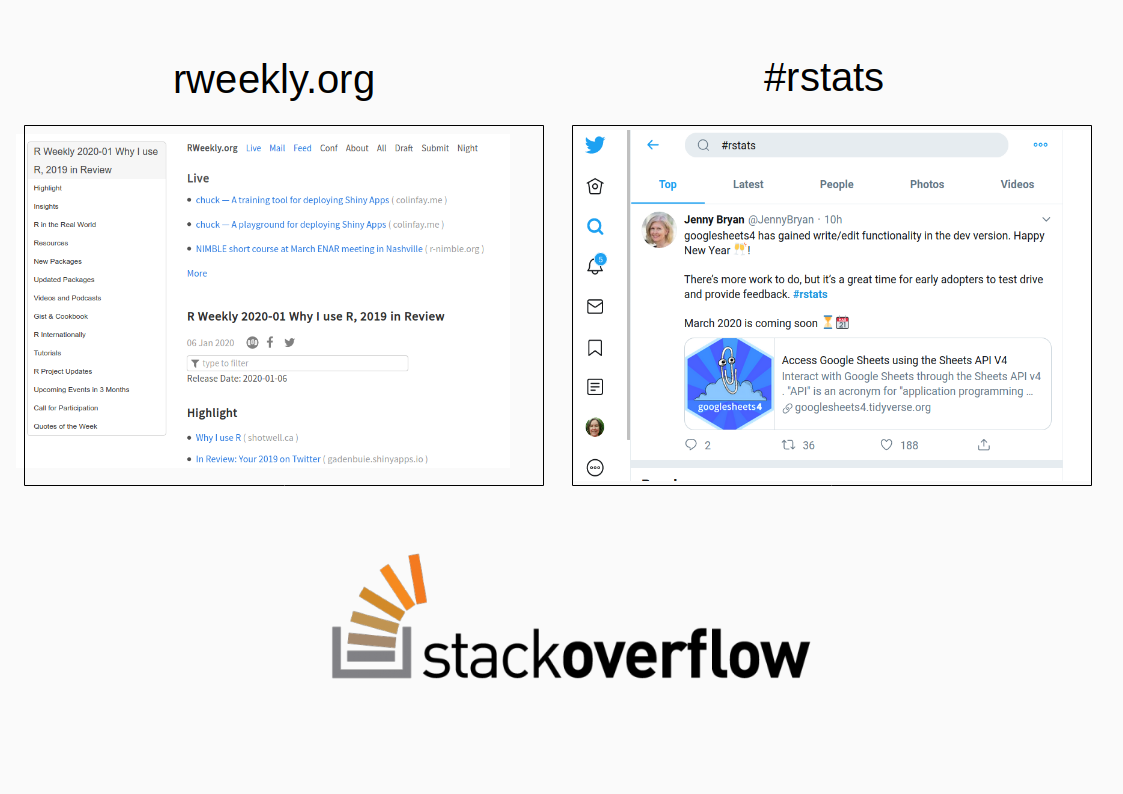 rweekly.org
R Weekly 2020-01 Why I use
R, 2019 in Review
Highlight
Insights
R in the Real World
Resources
New Packages
Updated Packages
Videos and Podcasts
Gist & Cookbook
R Internationally
Tutorials
R Project Updates
Upcoming Events in 3 Months
Call for Participation
Quotes of the Week
RWeekly.org Live Mail Feed Conf About All Draft Submit Night
Live
chuck — A training tool for deploying Shiny Apps ( colinfay.me )
chuck — A playground for deploying Shiny Apps ( colinfay.me )
NIMBLE short course at March ENAR meeting in Nashville ( r-nimble.org )
More
R Weekly 2020-01 Why I use R, 2019 in Review
06 Jan 2020
type to filter
Release Date: 2020-01-06
Highlight
Why I use R ( shotwell.ca )
In Review: Your 2019 on Twitter ( gadenbuie.shinyapps.io )
#rstats
#rstats
Top Latest People Photos Videos
5
Jenny Bryan @JennyBryan · 10h
googlesheets4 has gained write/edit functionality in the dev version. Happy
New Year 🥂!
There's more work to do, but it's a great time for early adopters to test drive
and provide feedback. #rstats
March 2020 is coming soon ⏳📆
googlesheets4
Access Google Sheets using the Sheets API V4
Interact with Google Sheets through the Sheets API v4
. "API" is an acronym for "application programming ...
googlesheets4.tidyverse.org
2 36 188
stackoverflow